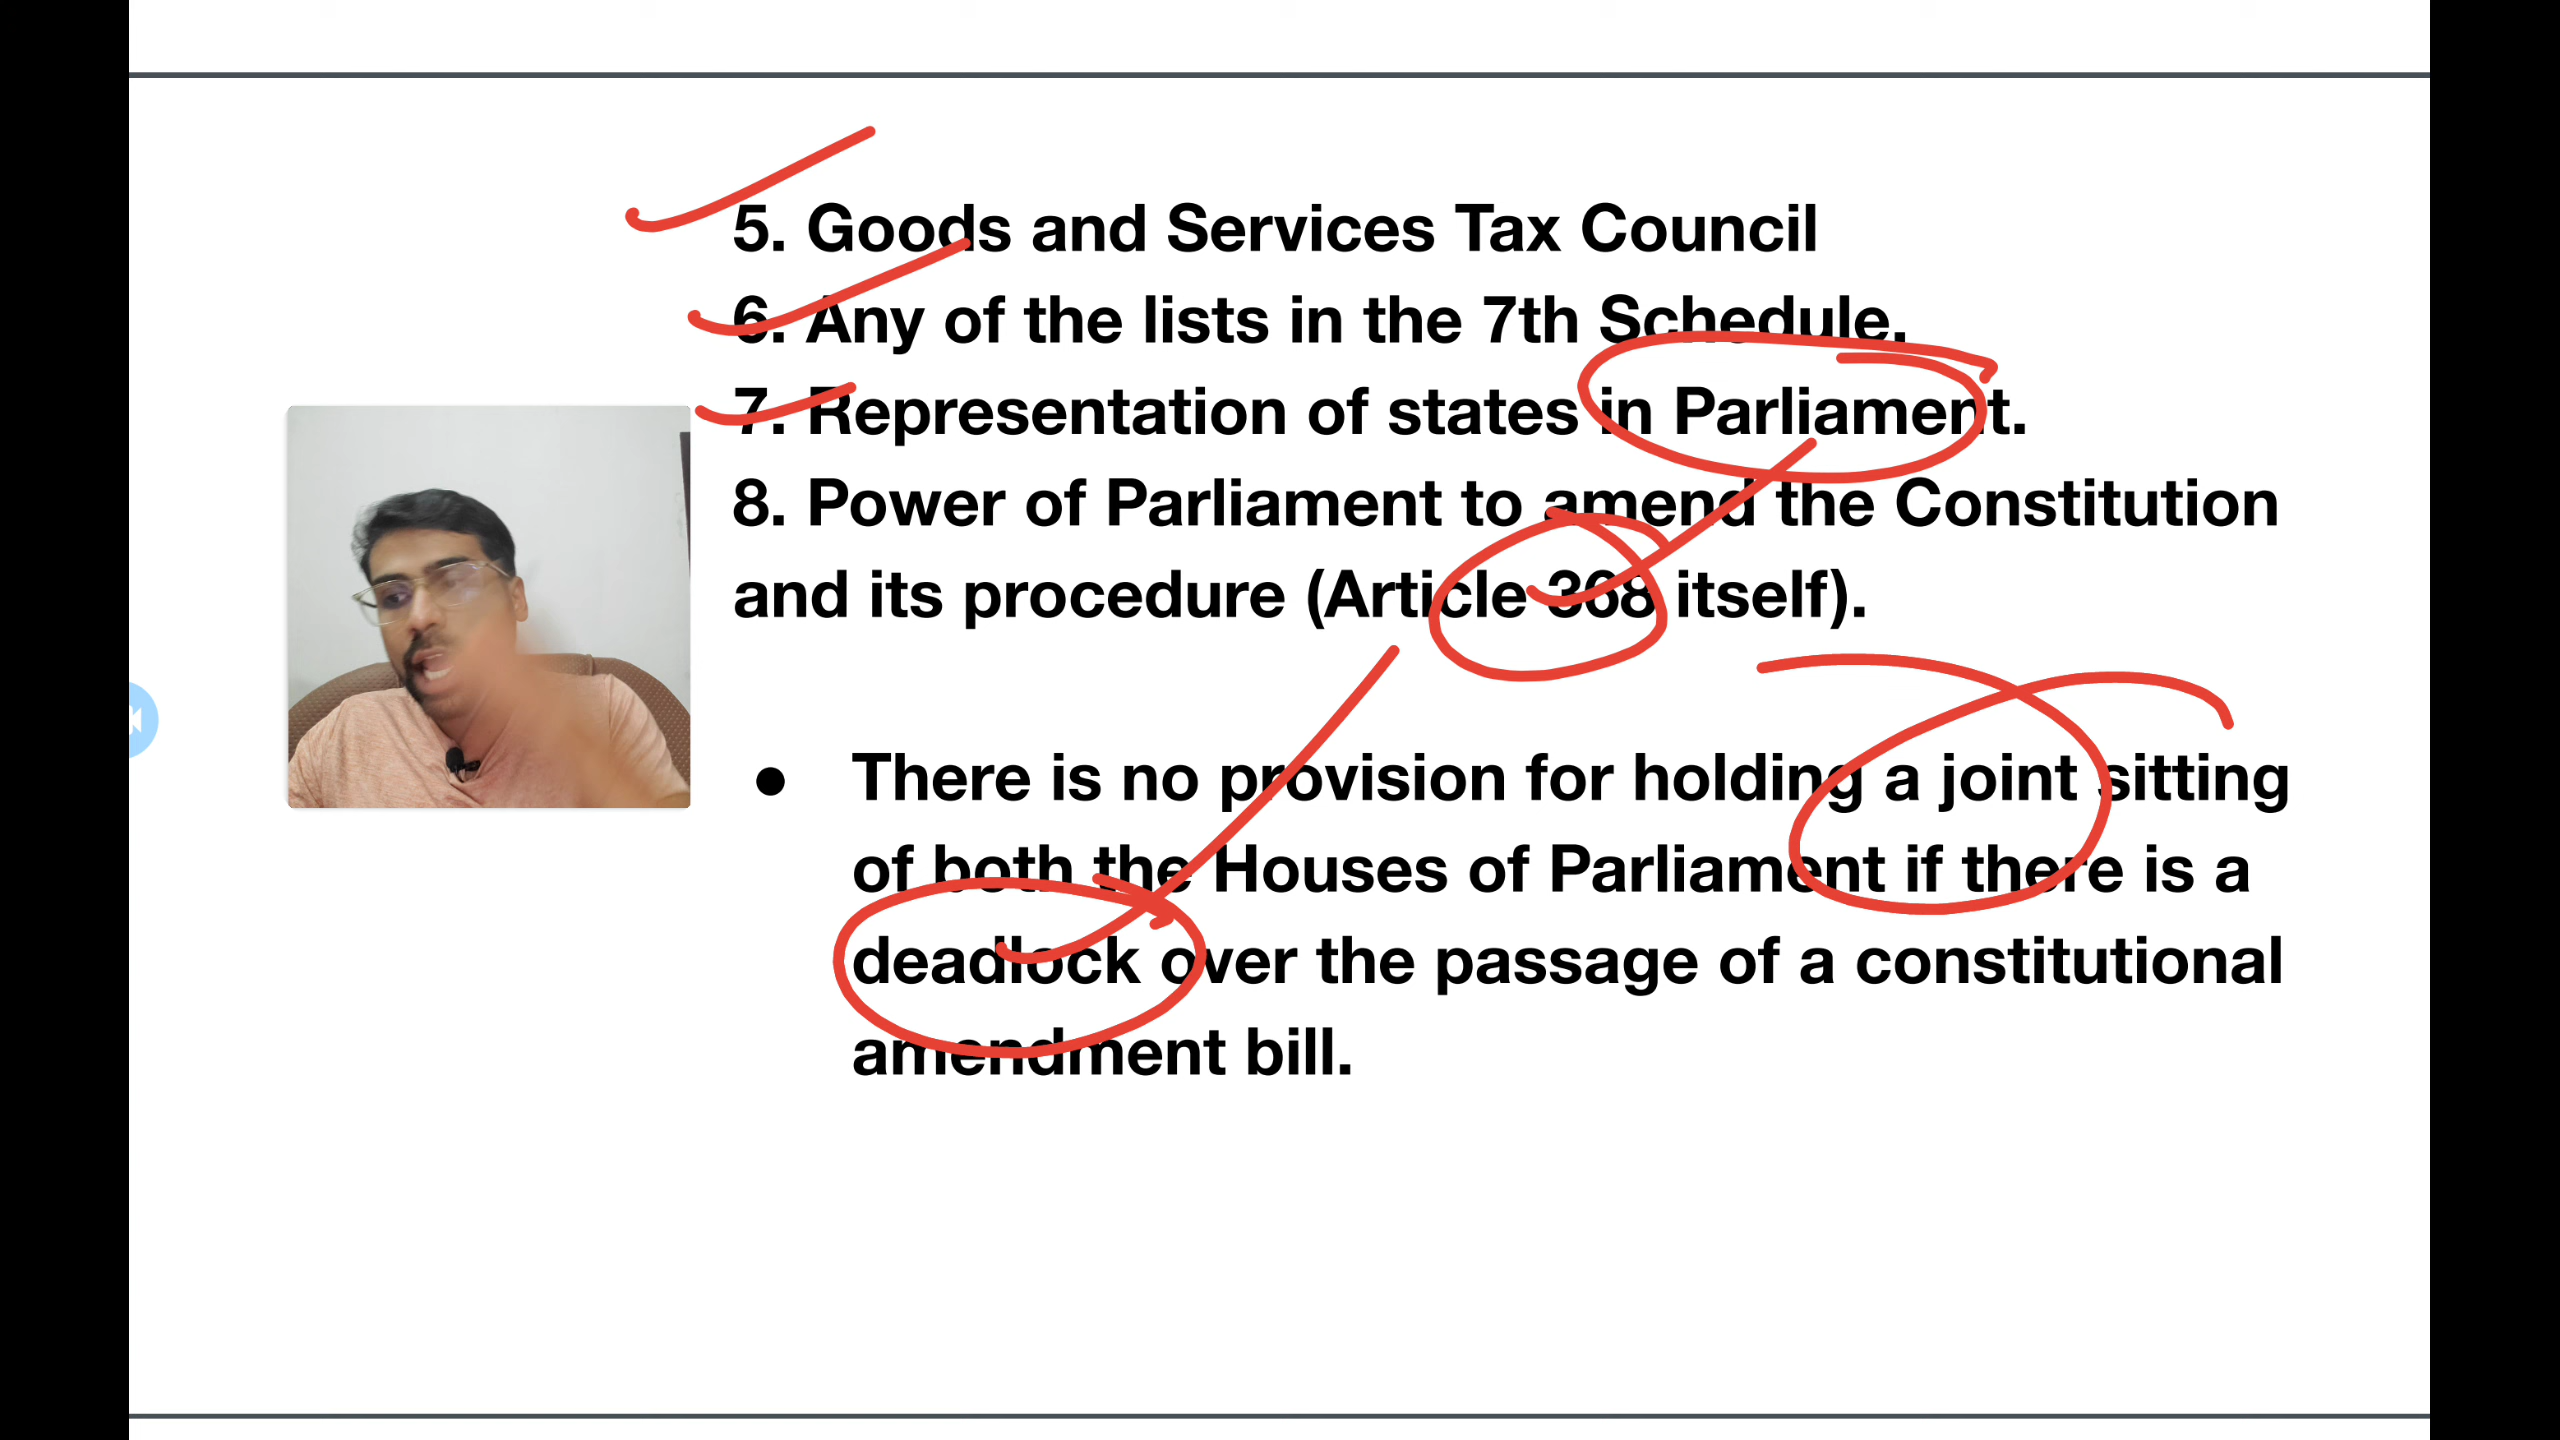 5. Goods and Services Tax Council
6. Any of the lists in the 7th Schedule.
7. Representation of states in Parliament.
8. Power of Parliament to amend the Constitution
and its procedure (Article 368 itself).
● There is no provision for holding a joint sitting
of both the Houses of Parliament if there is a
deadlock over the passage of a constitutional
amendment bill.